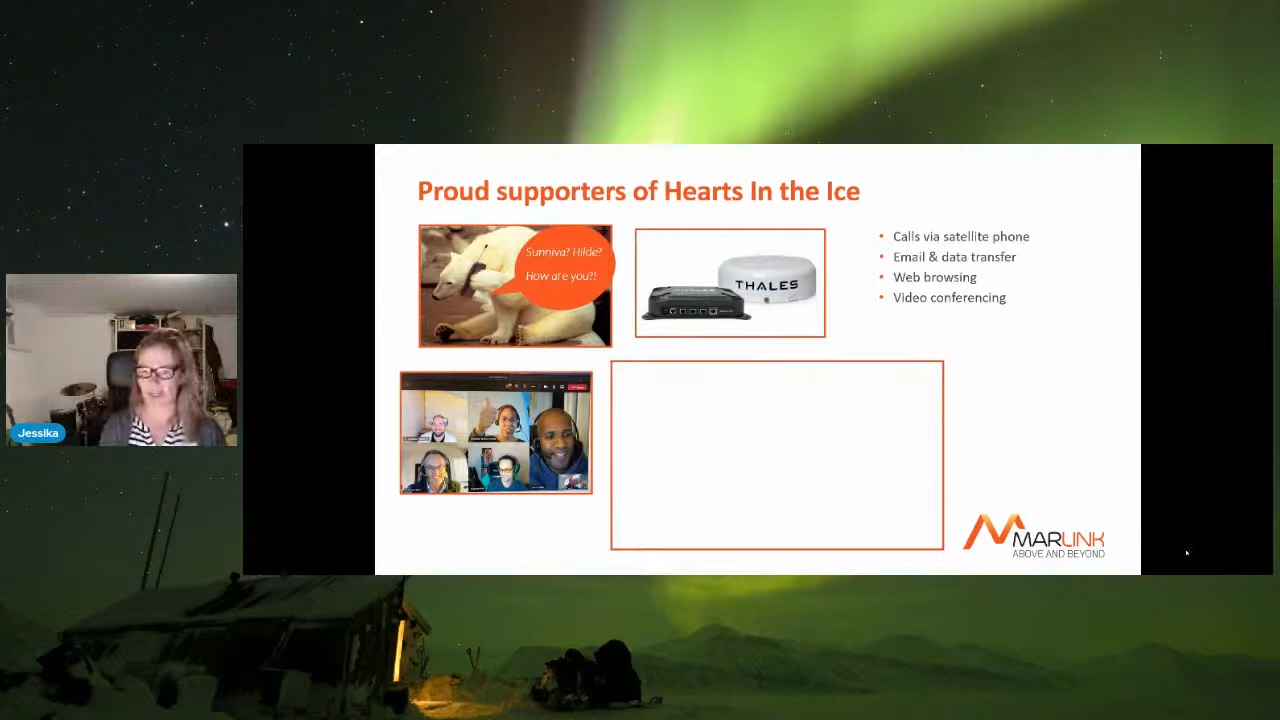 Proud supporters of Hearts In the Ice
Sunniva? Hilde?
How are you?!
THALES
• Calls via satellite phone
• Email & data transfer
• Web browsing
• Video conferencing
Jessika
MARLINK
ABOVE AND BEYOND